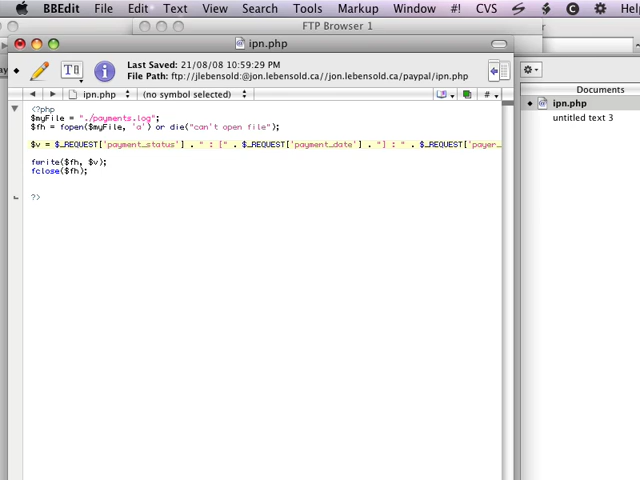 BBEdit File Edit Text View Search Tools Markup Window #! CVS Help
FTP Browser 1
ipn.php
Last Saved: 21/08/08 10:59:29 PM
File Path: ftp://jlebensold:@jon.lebensold.ca//jon.lebensold.ca/paypal/ipn.php
ipn.php (no symbol selected) #
Documents
ipn.php
untitled text 3
<?php
$myFile = "./payments.log";
$fh = fopen($myFile, 'a') or die("can't open file");
$v = $_REQUEST['payment_status'] . " : [" . $_REQUEST['payment_date'] . "] : " . $_REQUEST['payer…
fwrite($fh, $v);
fclose($fh);
?>